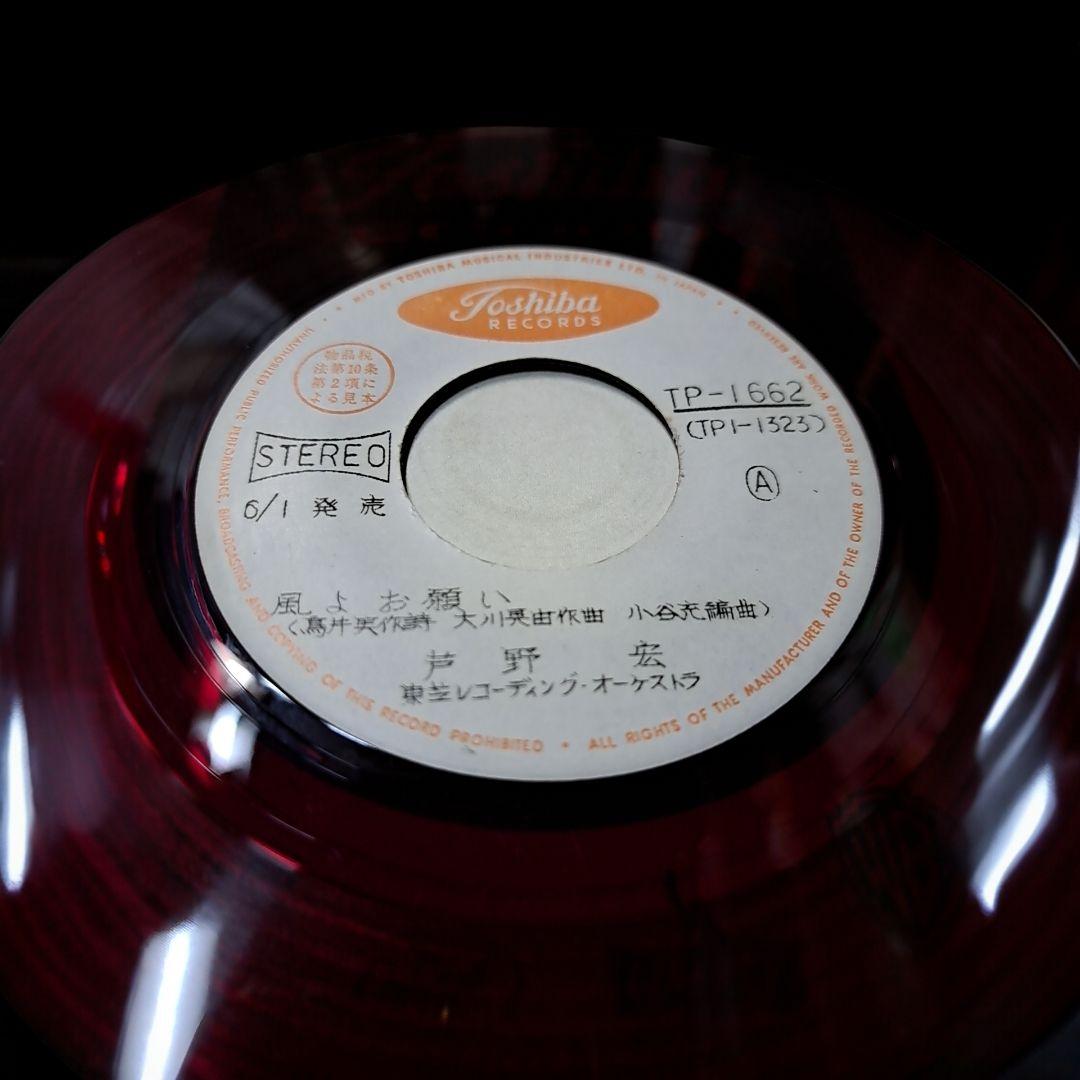 MFD BY TOSHIBA MUSICAL INDUSTRIES LTD. IN JAPAN
Toshiba
RECORDS
物品税
法第10条
第2項に
よる見本
TP-1662
(TP1-1323)
STEREO
A
6/1 発売
風よお願い
(高井英作詩 大川晃由作曲 小谷充編曲)
芦野 宏
東芝レコーディング・オーケストラ
UNAUTHORIZED PUBLIC PERFORMANCE, BROADCASTING AND COPYING OF THIS RECORD PROHIBITED • ALL RIGHTS OF THE MANUFACTURER AND OF THE OWNER OF THE RECORDED WORK ARE RESERVED